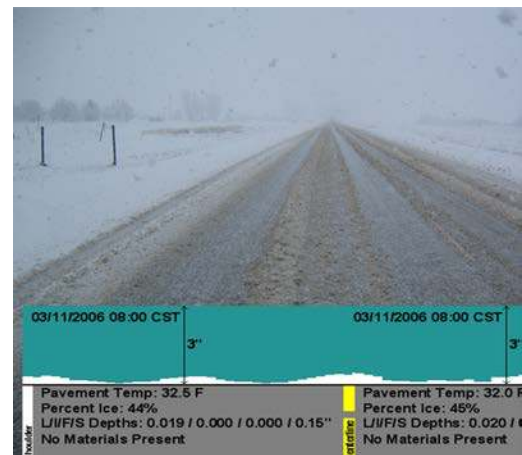 03/11/2006 08:00 CST
03/11/2006 08:00 CST
3"
3"
Pavement Temp: 32.5 F
Percent Ice: 44%
L/I/F/S Depths: 0.019 / 0.000 / 0.000 / 0.15"
No Materials Present
Pavement Temp: 32.0 F
Percent Ice: 45%
L/I/F/S Depths: 0.020 /
No Materials Present